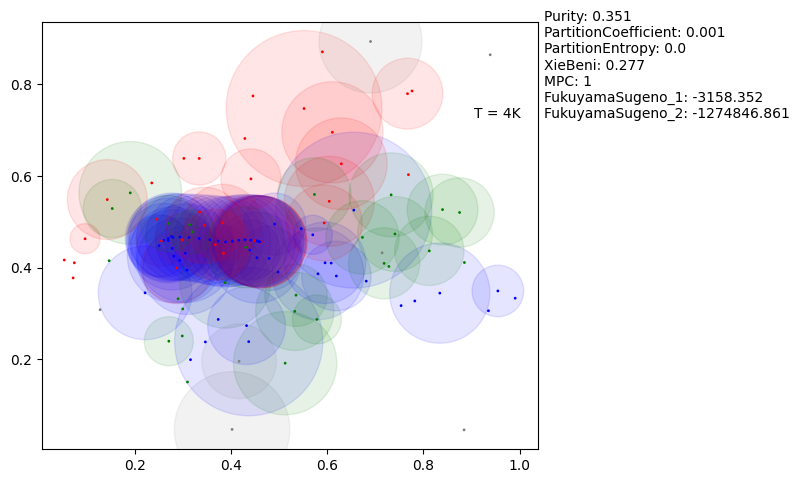 Purity: 0.351
PartitionCoefficient: 0.001
PartitionEntropy: 0.0
XieBeni: 0.277
MPC: 1
FukuyamaSugeno_1: -3158.352
FukuyamaSugeno_2: -1274846.861
T = 4K
0.8
0.6
0.4
0.2
0.2 0.4 0.6 0.8 1.0